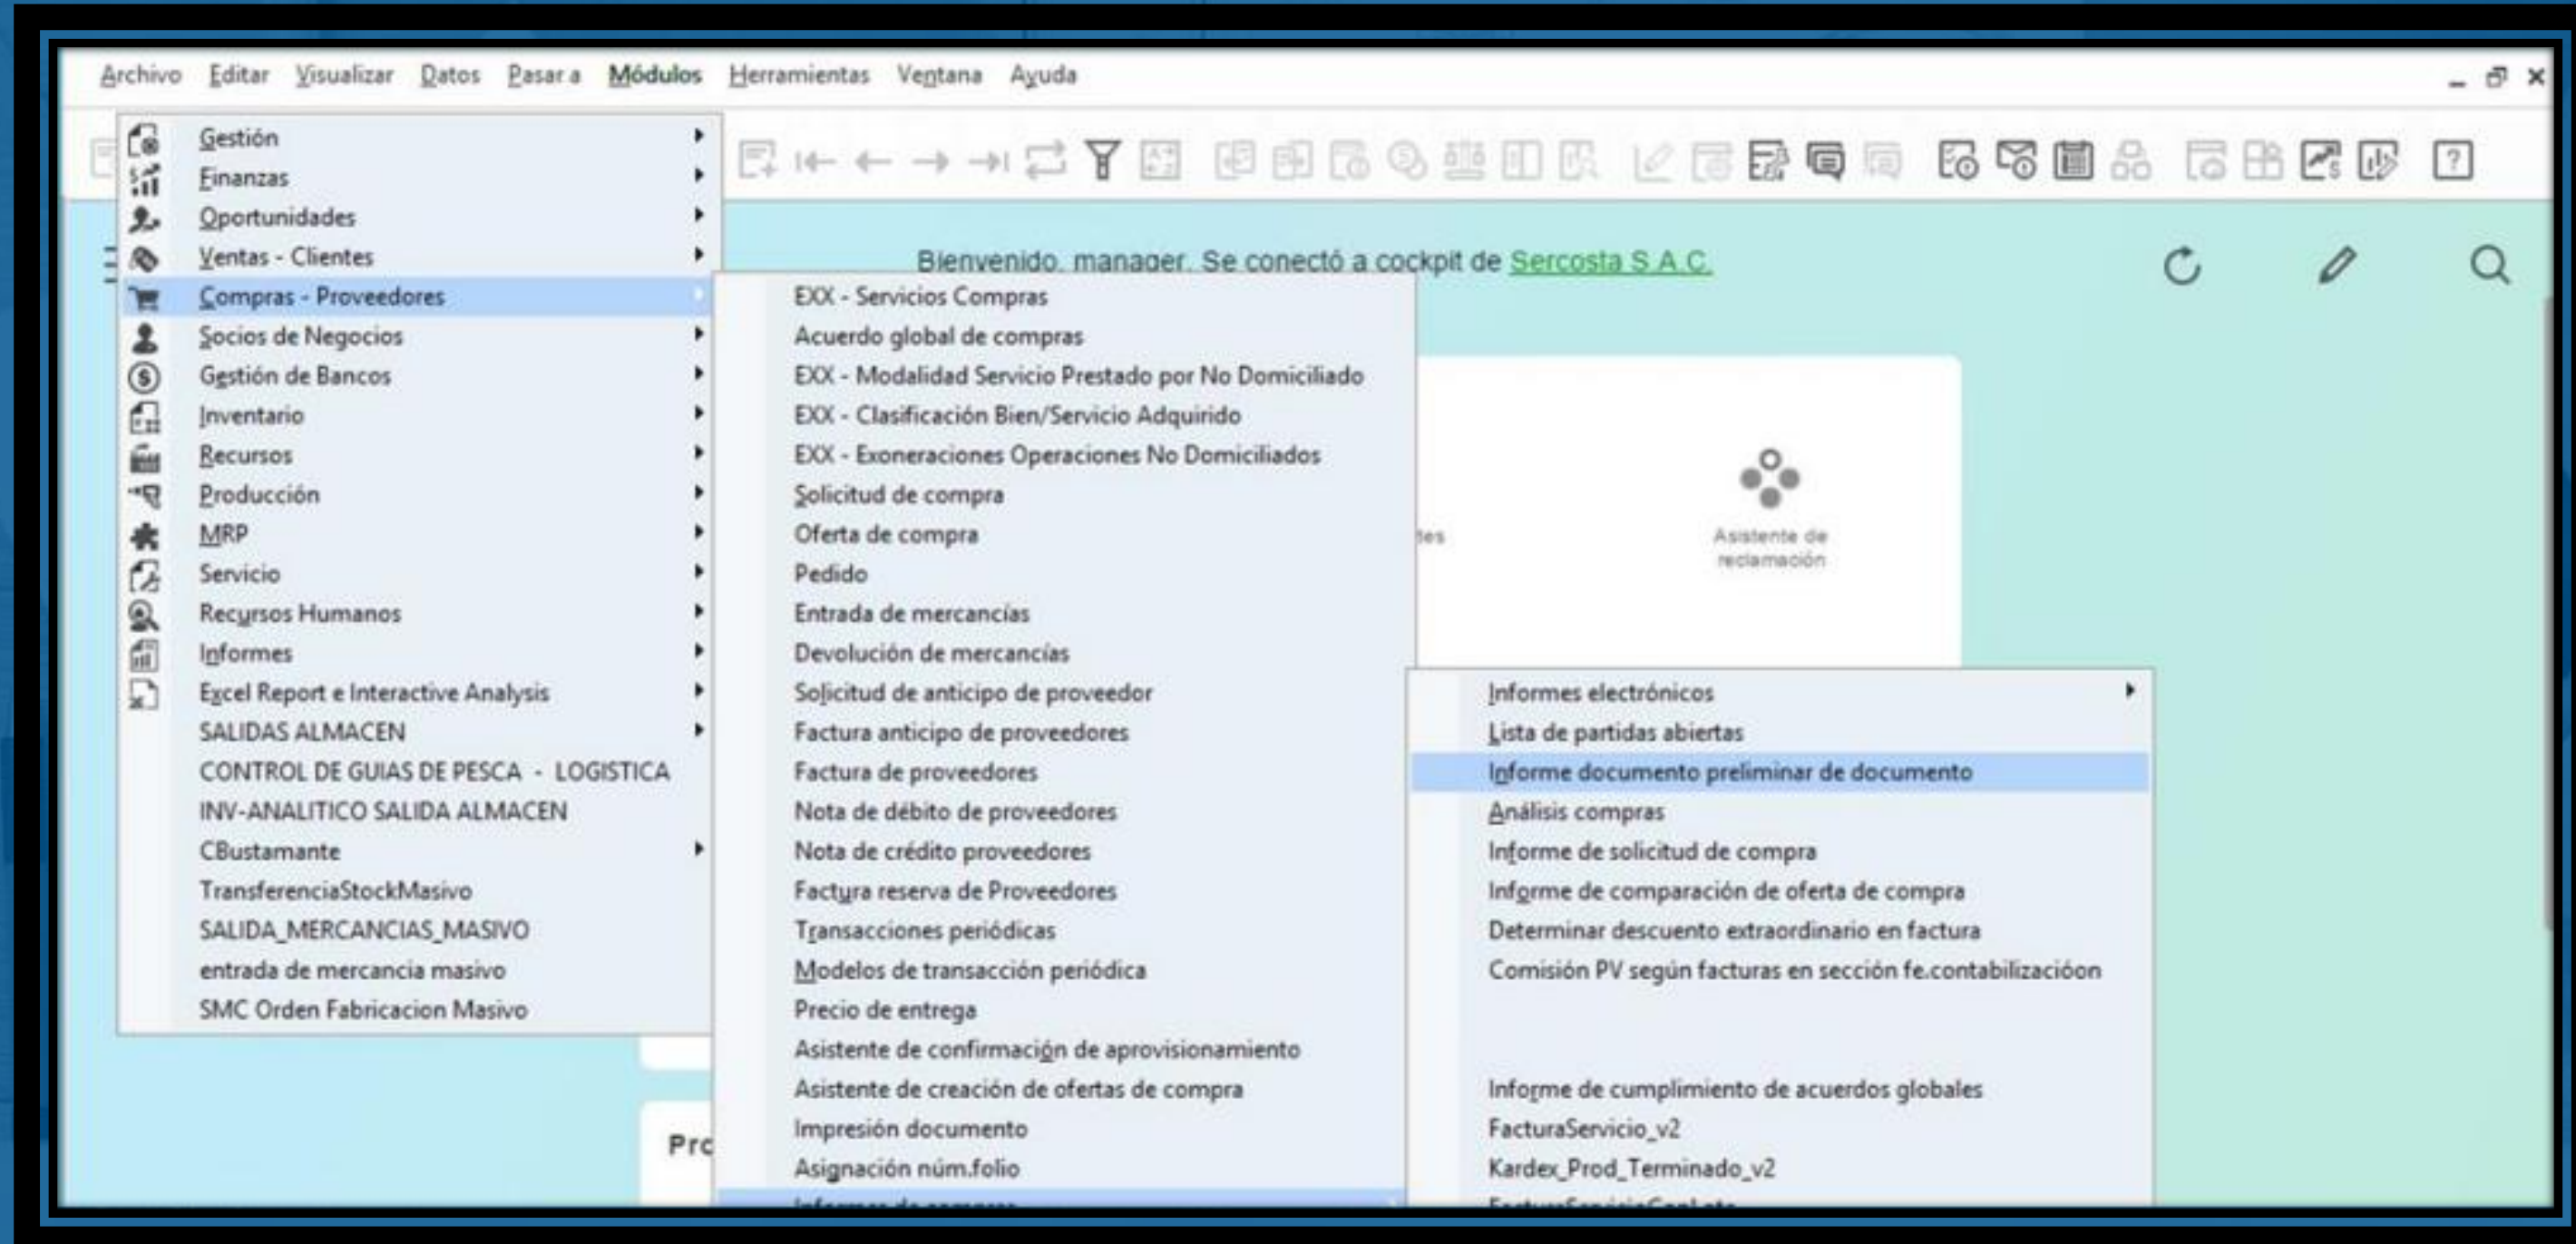 Archivo Editar Visualizar Datos Pasar a Módulos Herramientas Ventana Ayuda
Gestión
Finanzas
Oportunidades
Ventas - Clientes
Compras - Proveedores
Socios de Negocios
Gestión de Bancos
Inventario
Recursos
Producción
MRP
Servicio
Recursos Humanos
Informes
Excel Report e Interactive Analysis
SALIDAS ALMACEN
CONTROL DE GUIAS DE PESCA - LOGISTICA
INV-ANALITICO SALIDA ALMACEN
CBustamante
TransferenciaStockMasivo
SALIDA_MERCANCIAS_MASIVO
entrada de mercancia masivo
SMC Orden Fabricacion Masivo
Bienvenido, manager. Se conectó a cockpit de Sercosta S.A.C.
EXX - Servicios Compras
Acuerdo global de compras
EXX - Modalidad Servicio Prestado por No Domiciliado
EXX - Clasificación Bien/Servicio Adquirido
EXX - Exoneraciones Operaciones No Domiciliados
Solicitud de compra
Oferta de compra
Pedido
Entrada de mercancías
Devolución de mercancías
Solicitud de anticipo de proveedor
Factura anticipo de proveedores
Factura de proveedores
Nota de débito de proveedores
Nota de crédito proveedores
Factura reserva de Proveedores
Transacciones periódicas
Modelos de transacción periódica
Precio de entrega
Asistente de confirmación de aprovisionamiento
Asistente de creación de ofertas de compra
Impresión documento
Asignación núm.folio
Informes de compras
tes
Asistente de
reclamación
Informes electrónicos
Lista de partidas abiertas
Informe documento preliminar de documento
Análisis compras
Informe de solicitud de compra
Informe de comparación de oferta de compra
Determinar descuento extraordinario en factura
Comisión PV según facturas en sección fe.contabilizacióon
Informe de cumplimiento de acuerdos globales
FacturaServicio_v2
Kardex_Prod_Terminado_v2
Pro